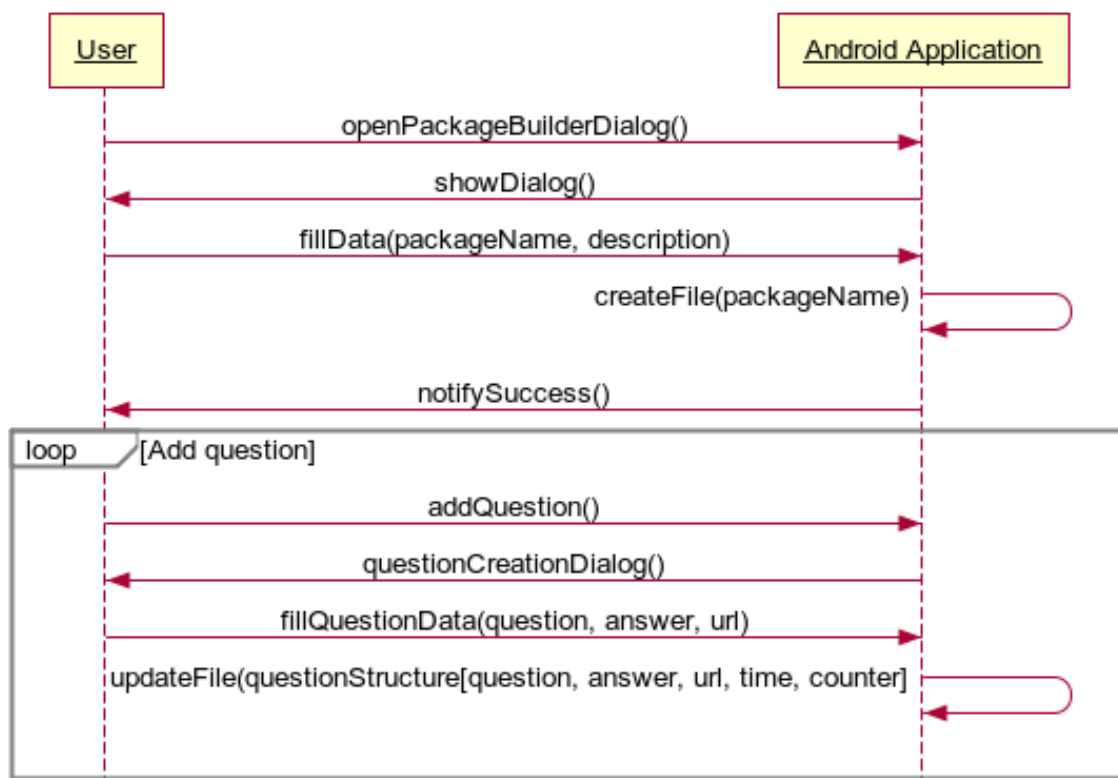 User
Android Application
openPackageBuilderDialog()
showDialog()
fillData(packageName, description)
createFile(packageName)
notifySuccess()
loop [Add question]
addQuestion()
questionCreationDialog()
fillQuestionData(question, answer, url)
updateFile(questionStructure[question, answer, url, time, counter]